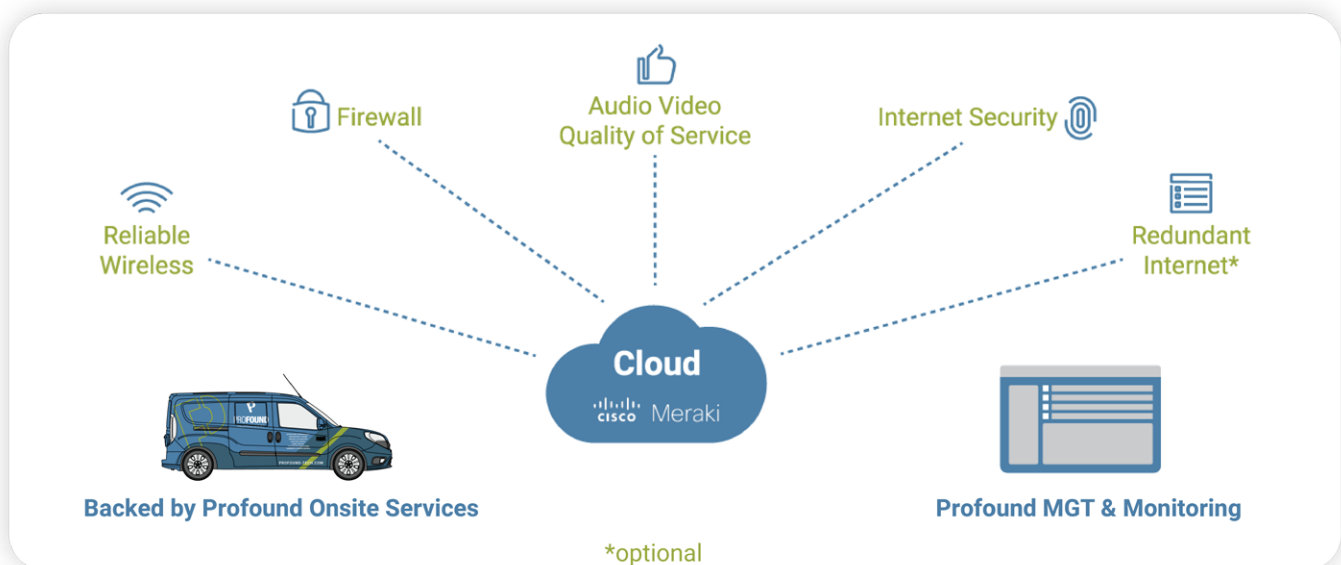 Audio Video
Quality of Service
Firewall
Internet Security
Reliable
Wireless
Redundant
Internet*
Cloud
CISCO Meraki
P
PROFOUND
Backed by Profound Onsite Services
Profound MGT & Monitoring
*optional